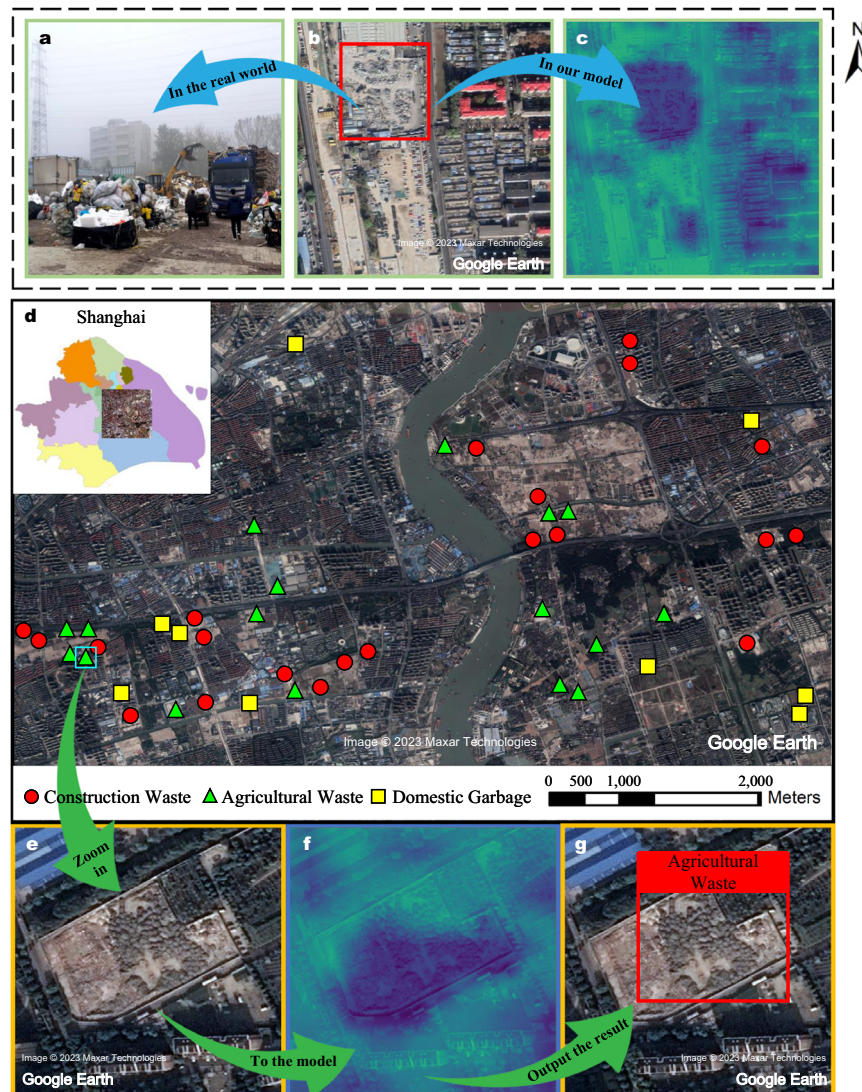 a
b
c
N
In the real world
In our model
Image © 2023 Maxar Technologies
Google Earth
d
Shanghai
Image © 2023 Maxar Technologies
Google Earth
Construction Waste
Agricultural Waste
Domestic Garbage
0 500 1,000 2,000
Meters
e
f
g
Zoom
in
Agricultural
Waste
To the model
Output the result
Image © 2023 Maxar Technologies
Google Earth
Image © 2023 Maxar Technologies
Google Earth